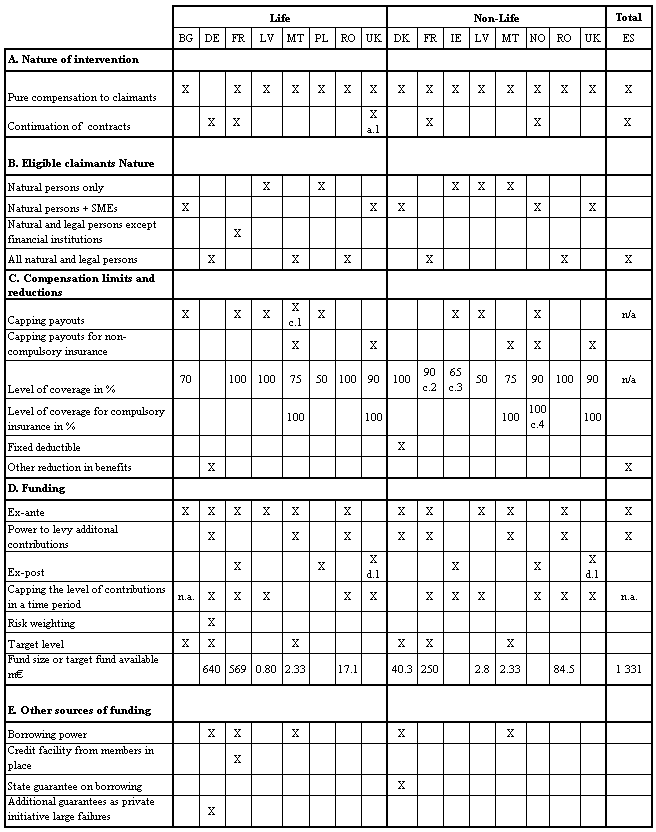 Life Non-Life Total
BG DE FR LV MT PL RO UK DK FR IE LV MT NO RO UK ES
A. Nature of intervention
Pure compensation to claimants X X X X X X X X X X X X X X X X
Continuation of contracts X X X X X X
a.1
B. Eligible claimants Nature
Natural persons only X X X X X
Natural persons + SMEs X X X X X
Natural and legal persons except
financial institutions X
All natural and legal persons X X X X X X
C. Compensation limits and
reductions
Capping payouts X X X X X X X X n/a
c.1
Capping payouts for non-
compulsory insurance X X X X X
Level of coverage in % 70 100 100 75 50 100 90 100 90 65 50 75 90 100 90 n/a
c.2 c.3
Level of coverage for compulsory
insurance in % 100 100 100 100 100
c.4
Fixed deductible X
Other reduction in benefits X X
D. Funding
Ex-ante X X X X X X X X X X X X
Power to levy additonal
contributions X X X X X X X X
Ex-post X X X X X X
d.1 d.1
Capping the level of contributions
in a time period n.a. X X X X X X X X X X X n.a.
Risk weighting X
Target level X X X X X X
Fund size or target fund available
m€ 640 569 0.80 2.33 17.1 40.3 250 2.8 2.33 84.5 1.331
E. Other sources of funding
Borrowing power X X X X X
Credit facility from members in
place X
State guarantee on borrowing X
Additional guarantees as private
initiative large failures X